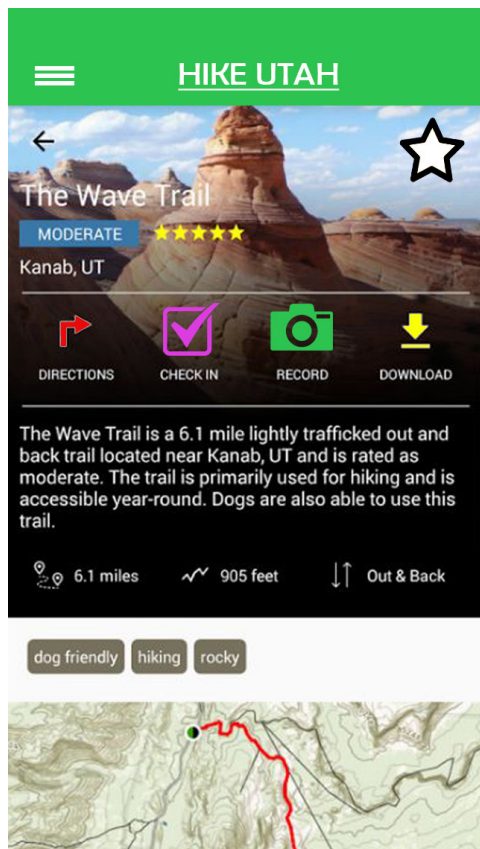 HIKE UTAH
The Wave Trail
MODERATE
Kanab, UT
DIRECTIONS
CHECK IN
RECORD
DOWNLOAD
The Wave Trail is a 6.1 mile lightly trafficked out and
back trail located near Kanab, UT and is rated as
moderate. The trail is primarily used for hiking and is
accessible year-round. Dogs are also able to use this
trail.
6.1 miles
905 feet
Out & Back
dog friendly
hiking
rocky